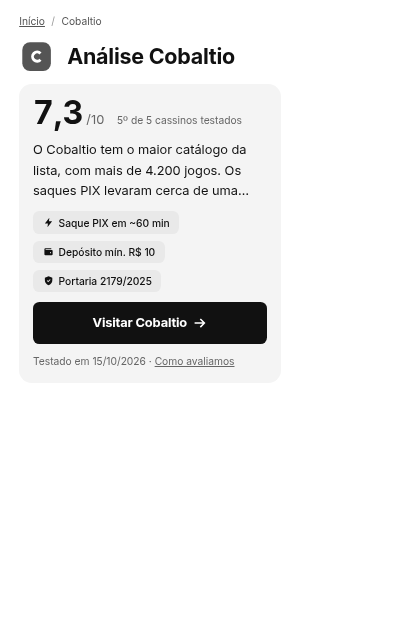 Início / Cobaltio
C Análise Cobaltio
7,3 /10 5º de 5 cassinos testados
O Cobaltio tem o maior catálogo da
lista, com mais de 4.200 jogos. Os
saques PIX levaram cerca de uma...
Saque PIX em ~60 min
Depósito mín. R$ 10
Portaria 2179/2025
Visitar Cobaltio →
Testado em 15/10/2026 · Como avaliamos